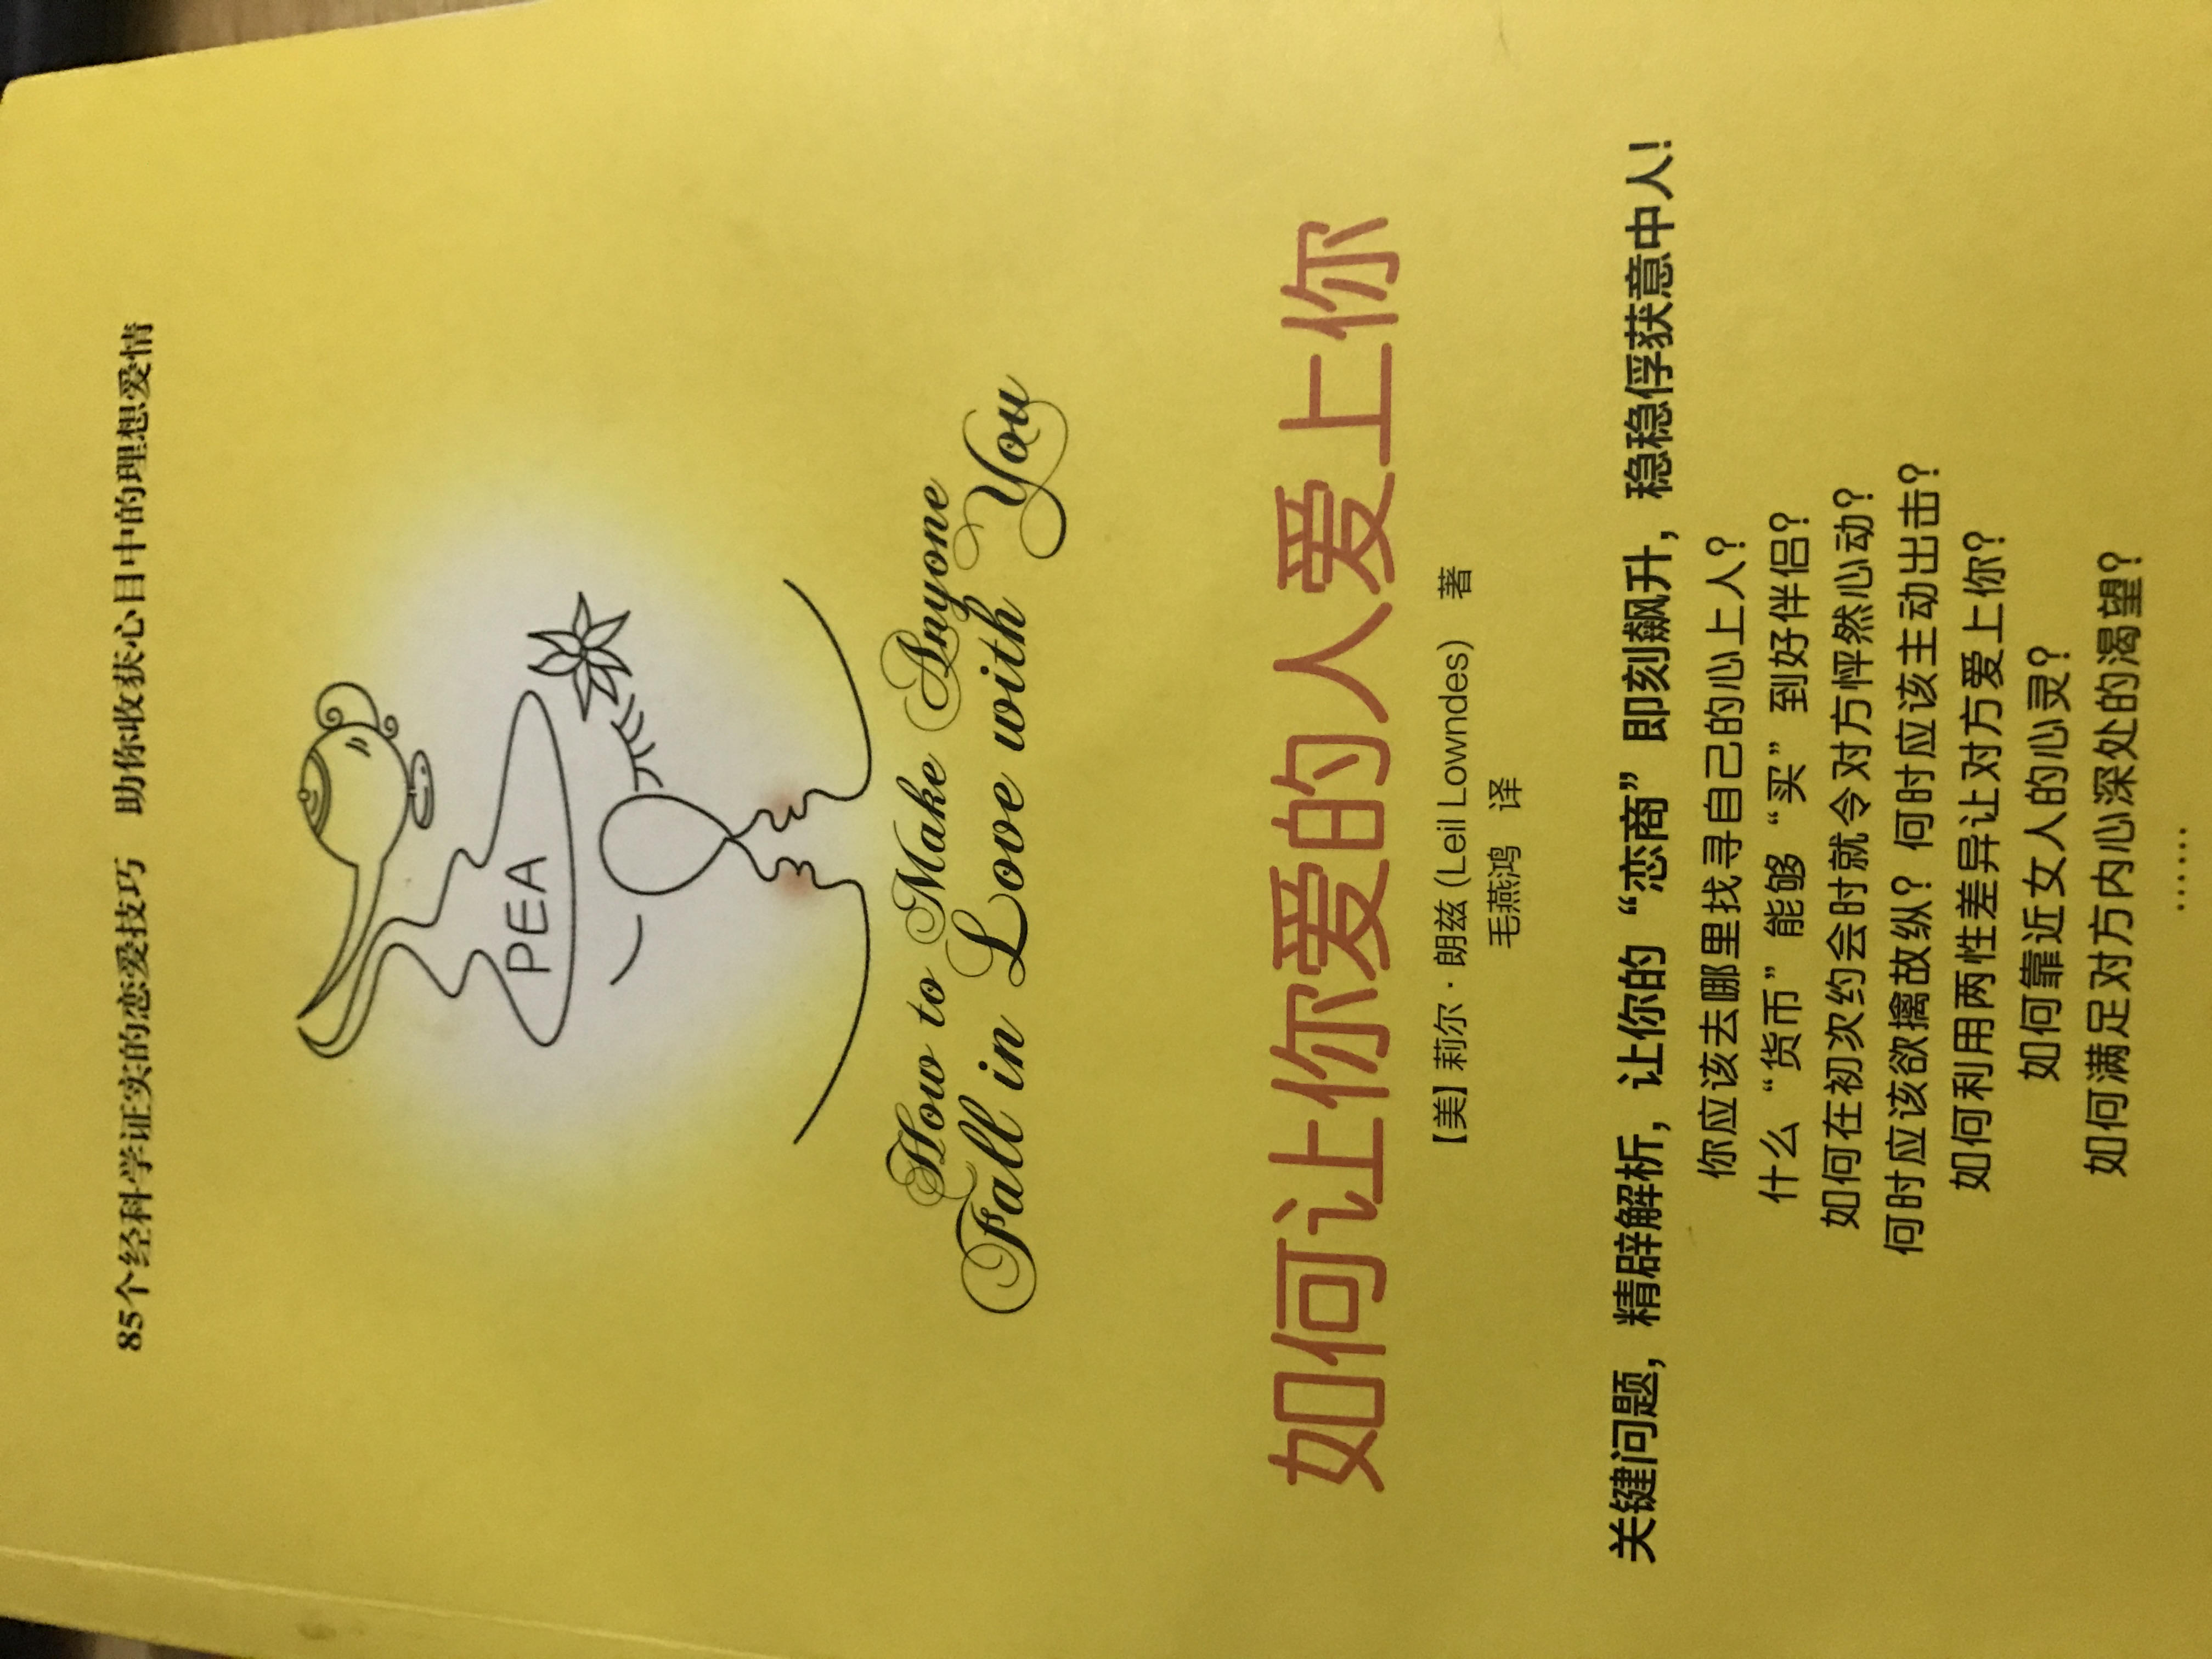 85个经科学证实的恋爱技巧 助你收获心目中的理想爱情
PEA
How to Make Anyone
Fall in Love with You
如何让你爱的人爱上你
【美】莉尔·朗兹(Leil Lowndes) 著
毛燕鸿 译
关键问题，精辟解析，让你的“恋商”即刻飙升，稳稳俘获意中人!
你应该去哪里找寻自己的心上人?
什么“货币”能够“买”到好伴侣?
如何在初次约会时就令对方怦然心动?
何时应该欲擒故纵? 何时应该主动出击?
如何利用两性差异让对方爱上你?
如何靠近女人的心灵?
如何满足对方内心深处的渴望?
……